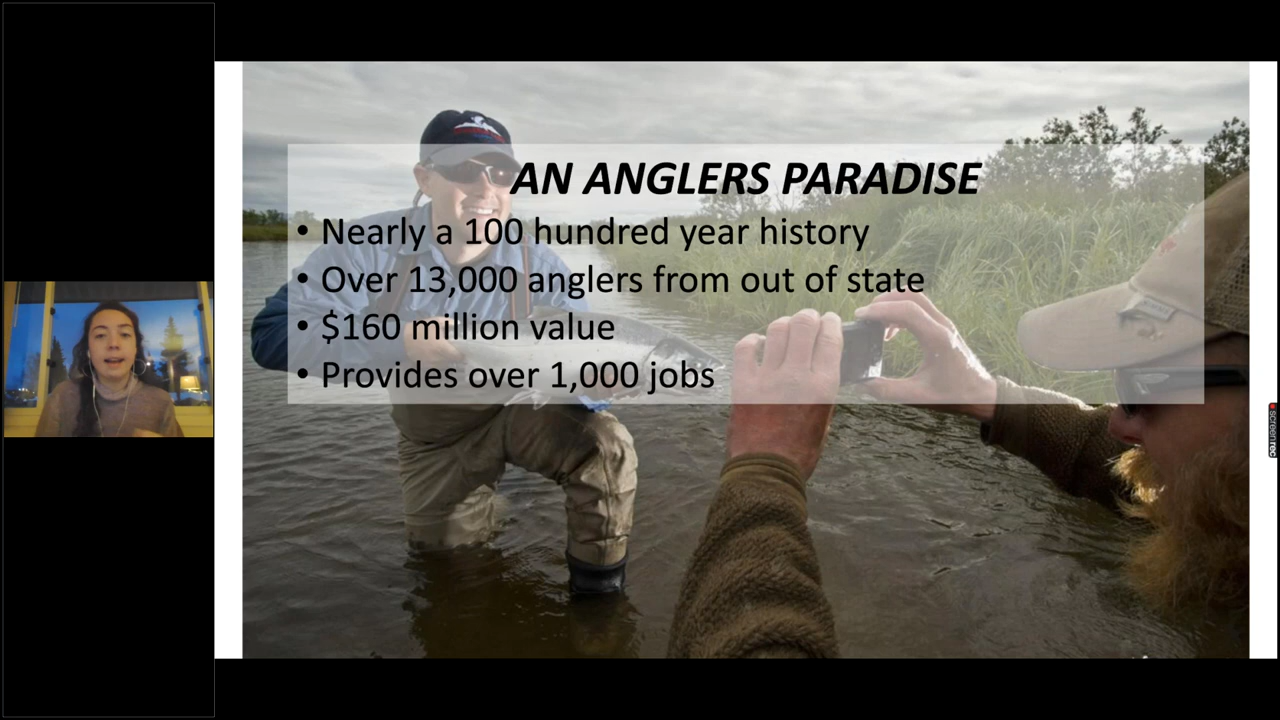 AN ANGLERS PARADISE
• Nearly a 100 hundred year history
• Over 13,000 anglers from out of state
• $160 million value
• Provides over 1,000 jobs
screenrec